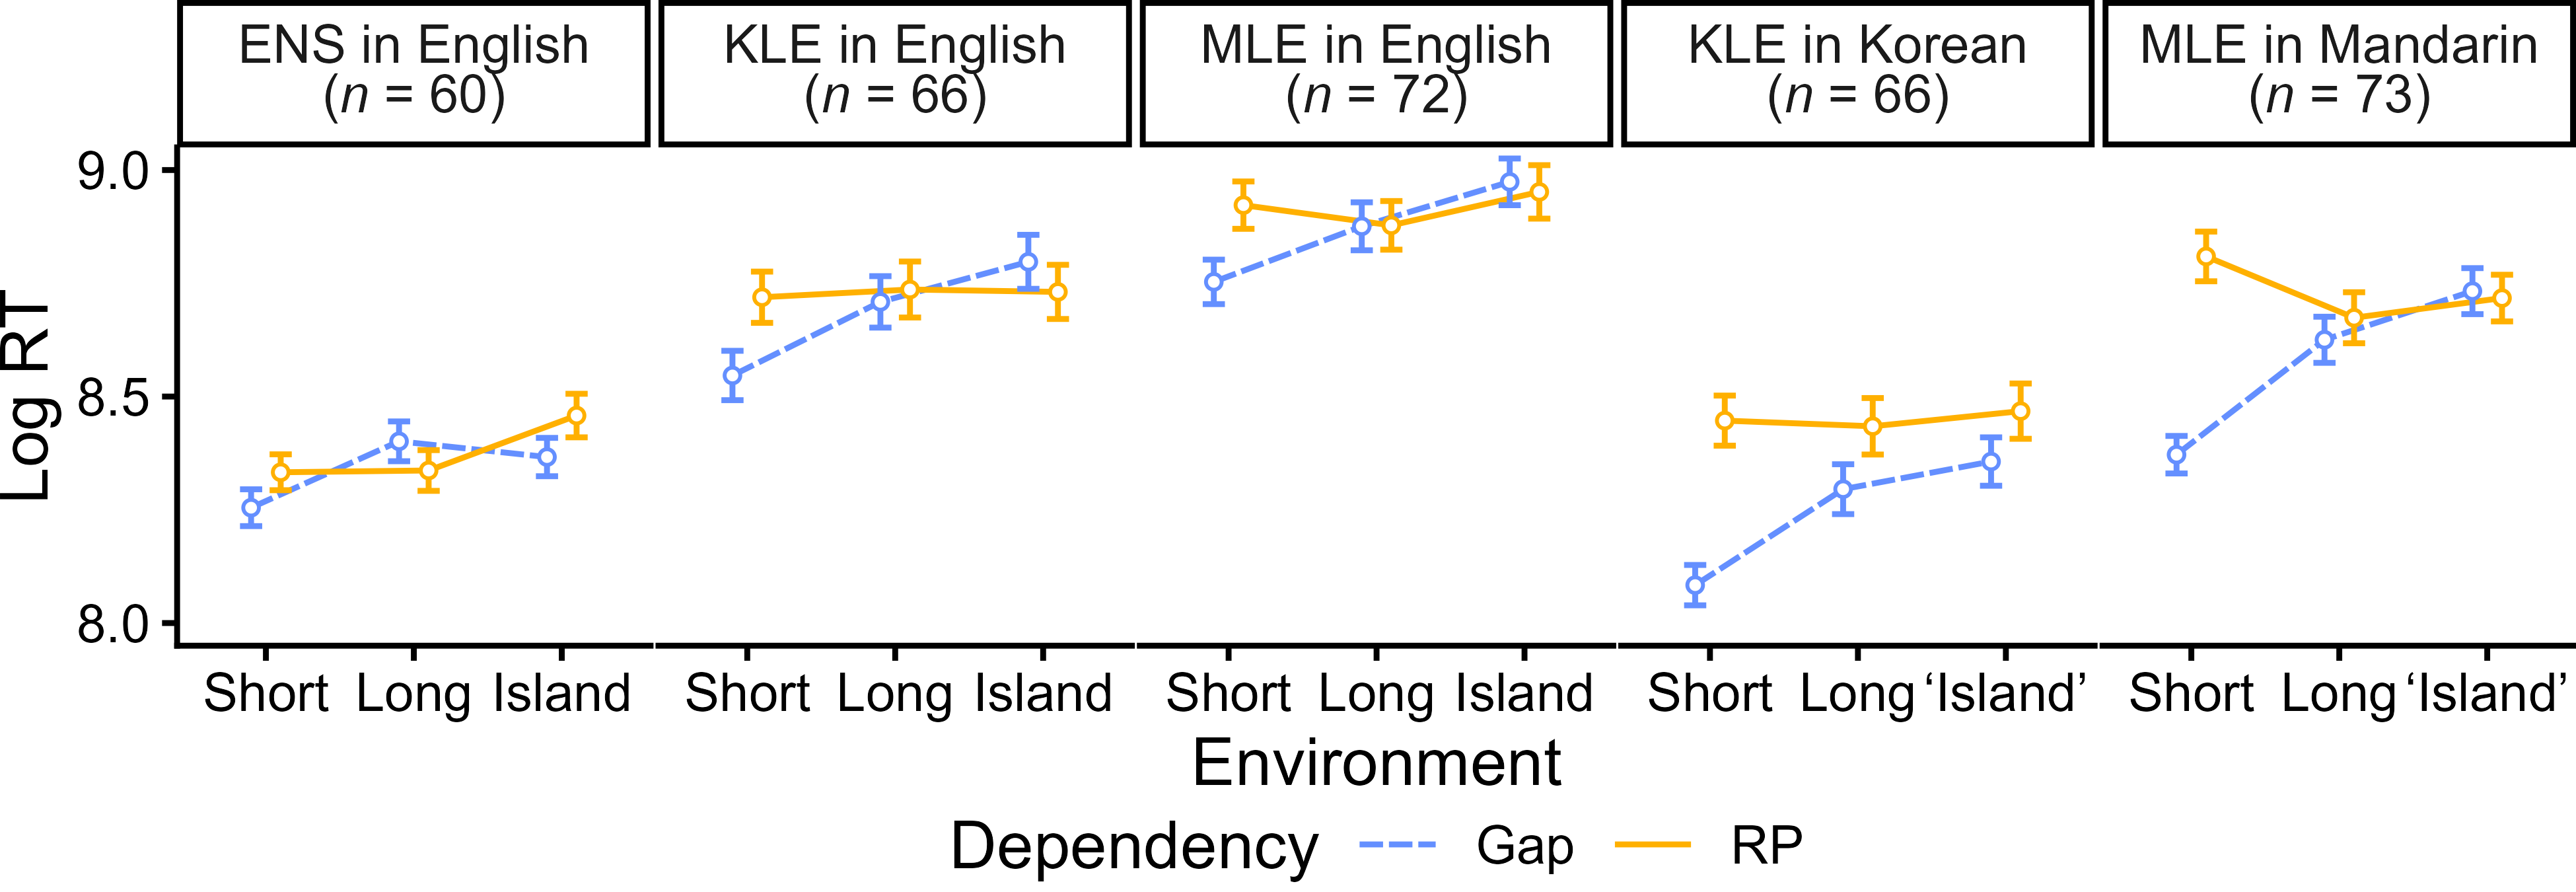 ENS in English
(n = 60)
KLE in English
(n = 66)
MLE in English
(n = 72)
KLE in Korean
(n = 66)
MLE in Mandarin
(n = 73)
Log RT
9.0
8.5
8.0
Short Long Island
Short Long Island
Short Long Island
Short Long ‘Island’
Short Long ‘Island’
Environment
Dependency Gap RP